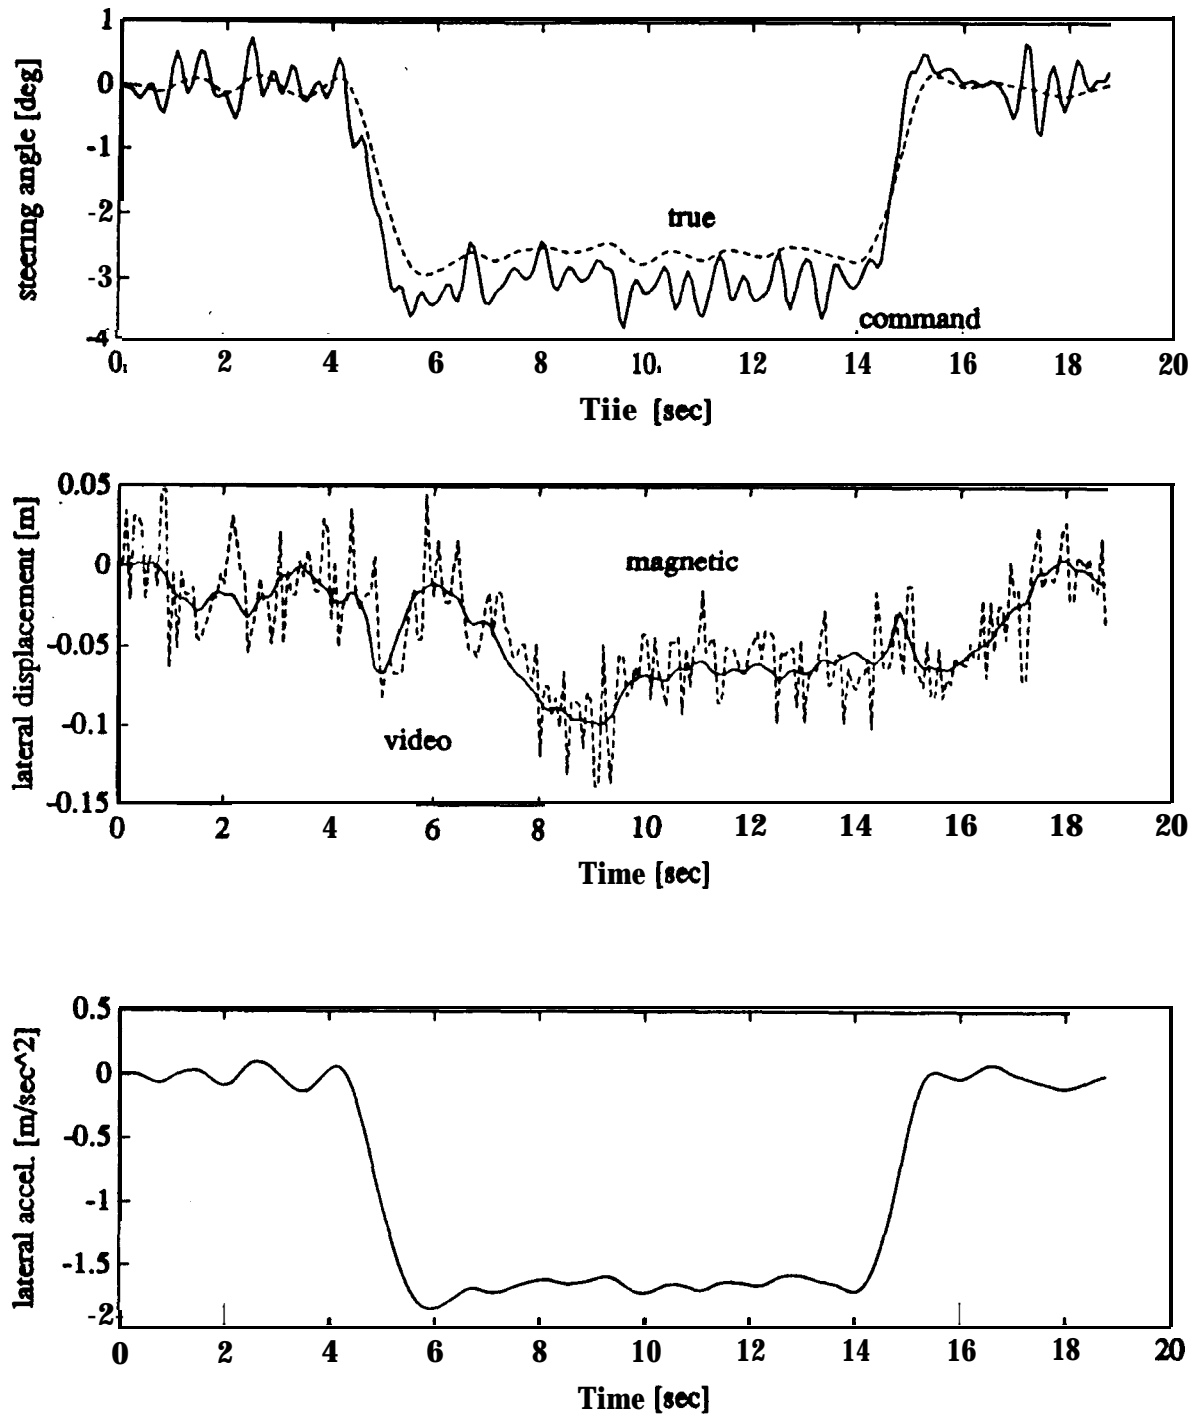 1
0
-1
-2
-3
-4
steering angle [deg]
true
command
0 2 4 6 8 10 12 14 16 18 20
Tiie [sec]
0.05
0
-0.05
-0.1
-0.15
lateral displacement [m]
magnetic
video
0 2 4 6 8 10 12 14 16 18 20
Time [sec]
0.5
0
-0.5
-1
-1.5
-2
lateral accel. [m/sec^2]
0 2 4 6 8 10 12 14 16 18 20
Time [sec]